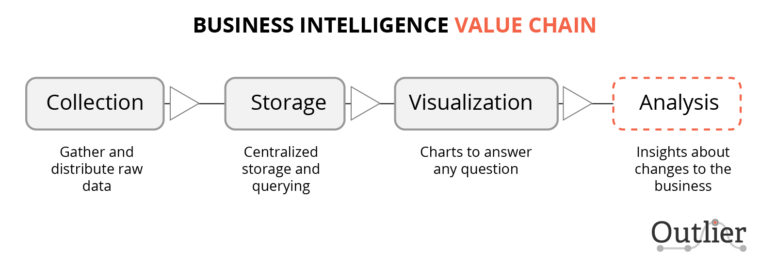 BUSINESS INTELLIGENCE VALUE CHAIN
Collection
Storage
Visualization
Analysis
Gather and
distribute raw
data
Centralized
storage and
querying
Charts to answer
any question
Insights about
changes to the
business
Outlier